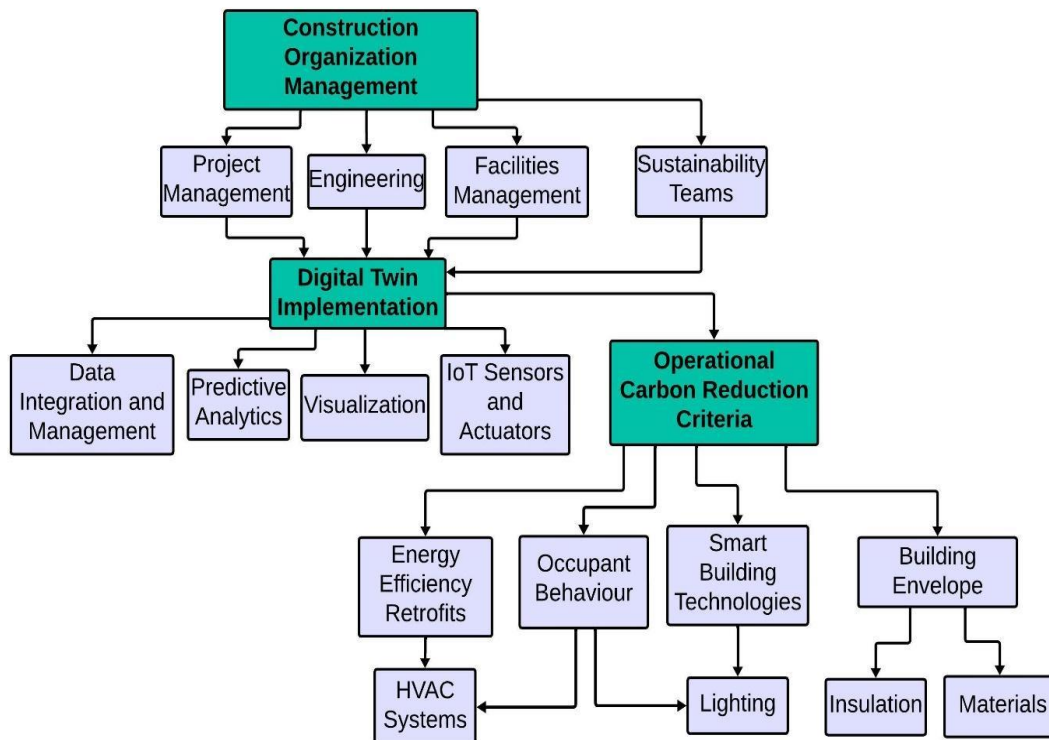 Construction
Organization
Management
Project
Management
Engineering
Facilities
Management
Sustainability
Teams
Digital Twin
Implementation
Data
Integration and
Management
Predictive
Analytics
Visualization
IoT Sensors
and
Actuators
Operational
Carbon Reduction
Criteria
Energy
Efficiency
Retrofits
Occupant
Behaviour
Smart
Building
Technologies
Building
Envelope
HVAC
Systems
Lighting
Insulation
Materials